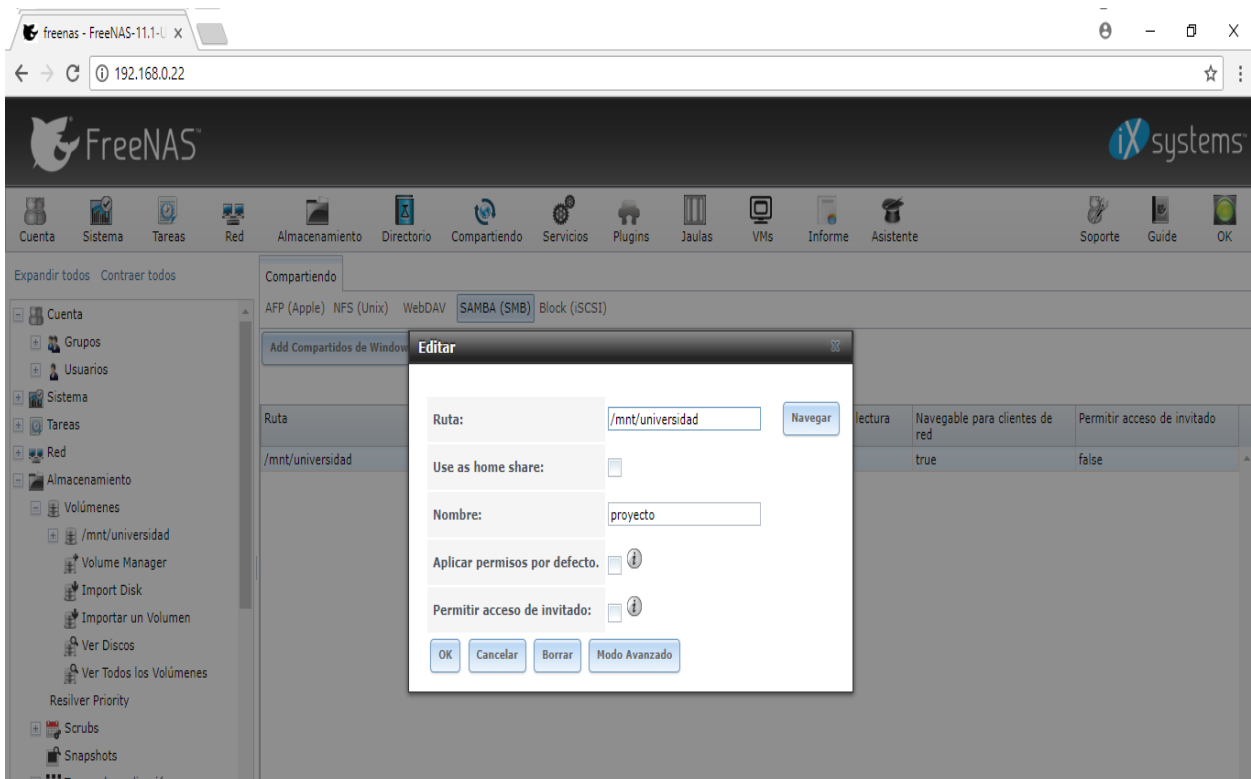 freenas - FreeNAS-11.1-U
192.168.0.22
FreeNAS™
iX systems™
Cuenta Sistema Tareas Red Almacenamiento Directorio Compartiendo Servicios Plugins Jaulas VMs Informe Asistente Soporte Guide OK
Expandir todos Contraer todos
Compartiendo
AFP (Apple) NFS (Unix) WebDAV SAMBA (SMB) Block (iSCSI)
Cuenta
Grupos
Usuarios
Sistema
Tareas
Red
Almacenamiento
Volúmenes
/mnt/universidad
Volume Manager
Import Disk
Importar un Volumen
Ver Discos
Ver Todos los Volúmenes
Resilver Priority
Scrubs
Snapshots
Add Compartidos de Window
Ruta lectura Navegable para clientes de red Permitir acceso de invitado
/mnt/universidad true false
Editar
Ruta: /mnt/universidad Navegar
Use as home share:
Nombre: proyecto
Aplicar permisos por defecto.
Permitir acceso de invitado:
OK Cancelar Borrar Modo Avanzado